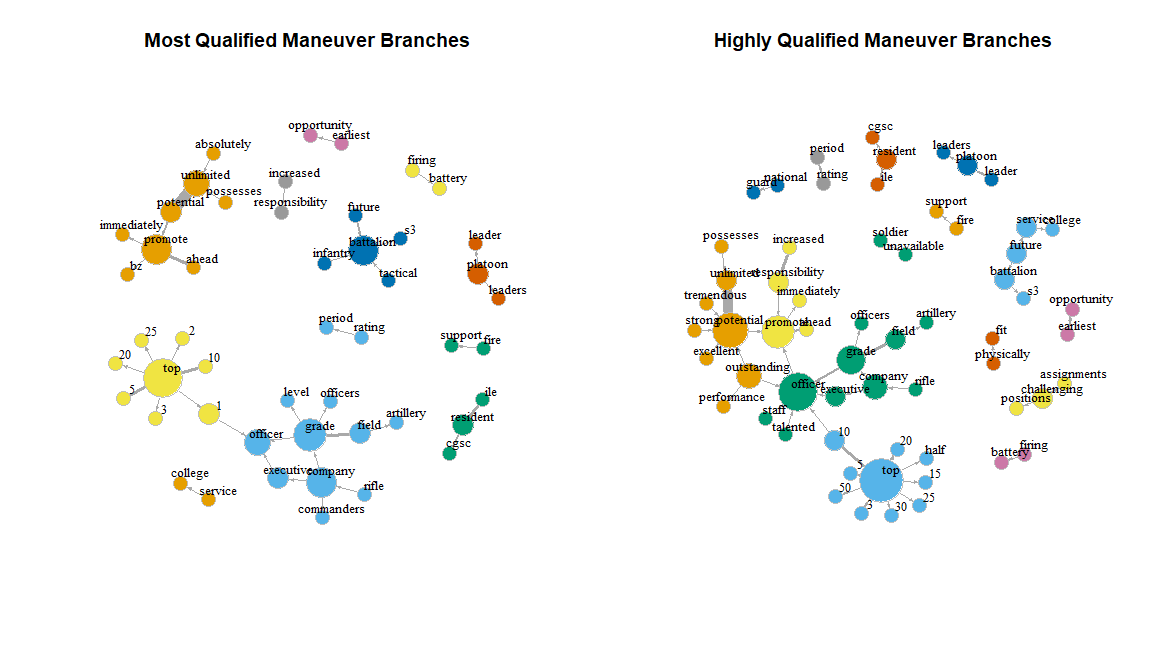 Most Qualified Maneuver Branches
opportunity
earliest
absolutely
firing
unlimited
increased
battery
possesses
potential
responsibility
future
immediately
s3
promote
battalion
leader
infantry
bz
ahead
platoon
tactical
leaders
period
rating
25
2
support
fire
20
10
top
5
level
officers
ile
3
1
artillery
grade
field
resident
officer
cgsc
executive
company
college
rifle
service
commanders
Highly Qualified Maneuver Branches
cgsc
period
resident
leaders
platoon
guard
national
rating
ile
leader
support
fire
service
college
possesses
increased
soldier
unavailable
future
unlimited
responsibility
battalion
tremendous
immediately
s3
opportunity
strong
potential
promote
ahead
officers
artillery
earliest
field
fit
excellent
grade
physically
outstanding
officer
executive
company
rifle
assignments
challenging
positions
performance
staff
talented
10
20
half
firing
battery
5
top
15
50
25
3
30